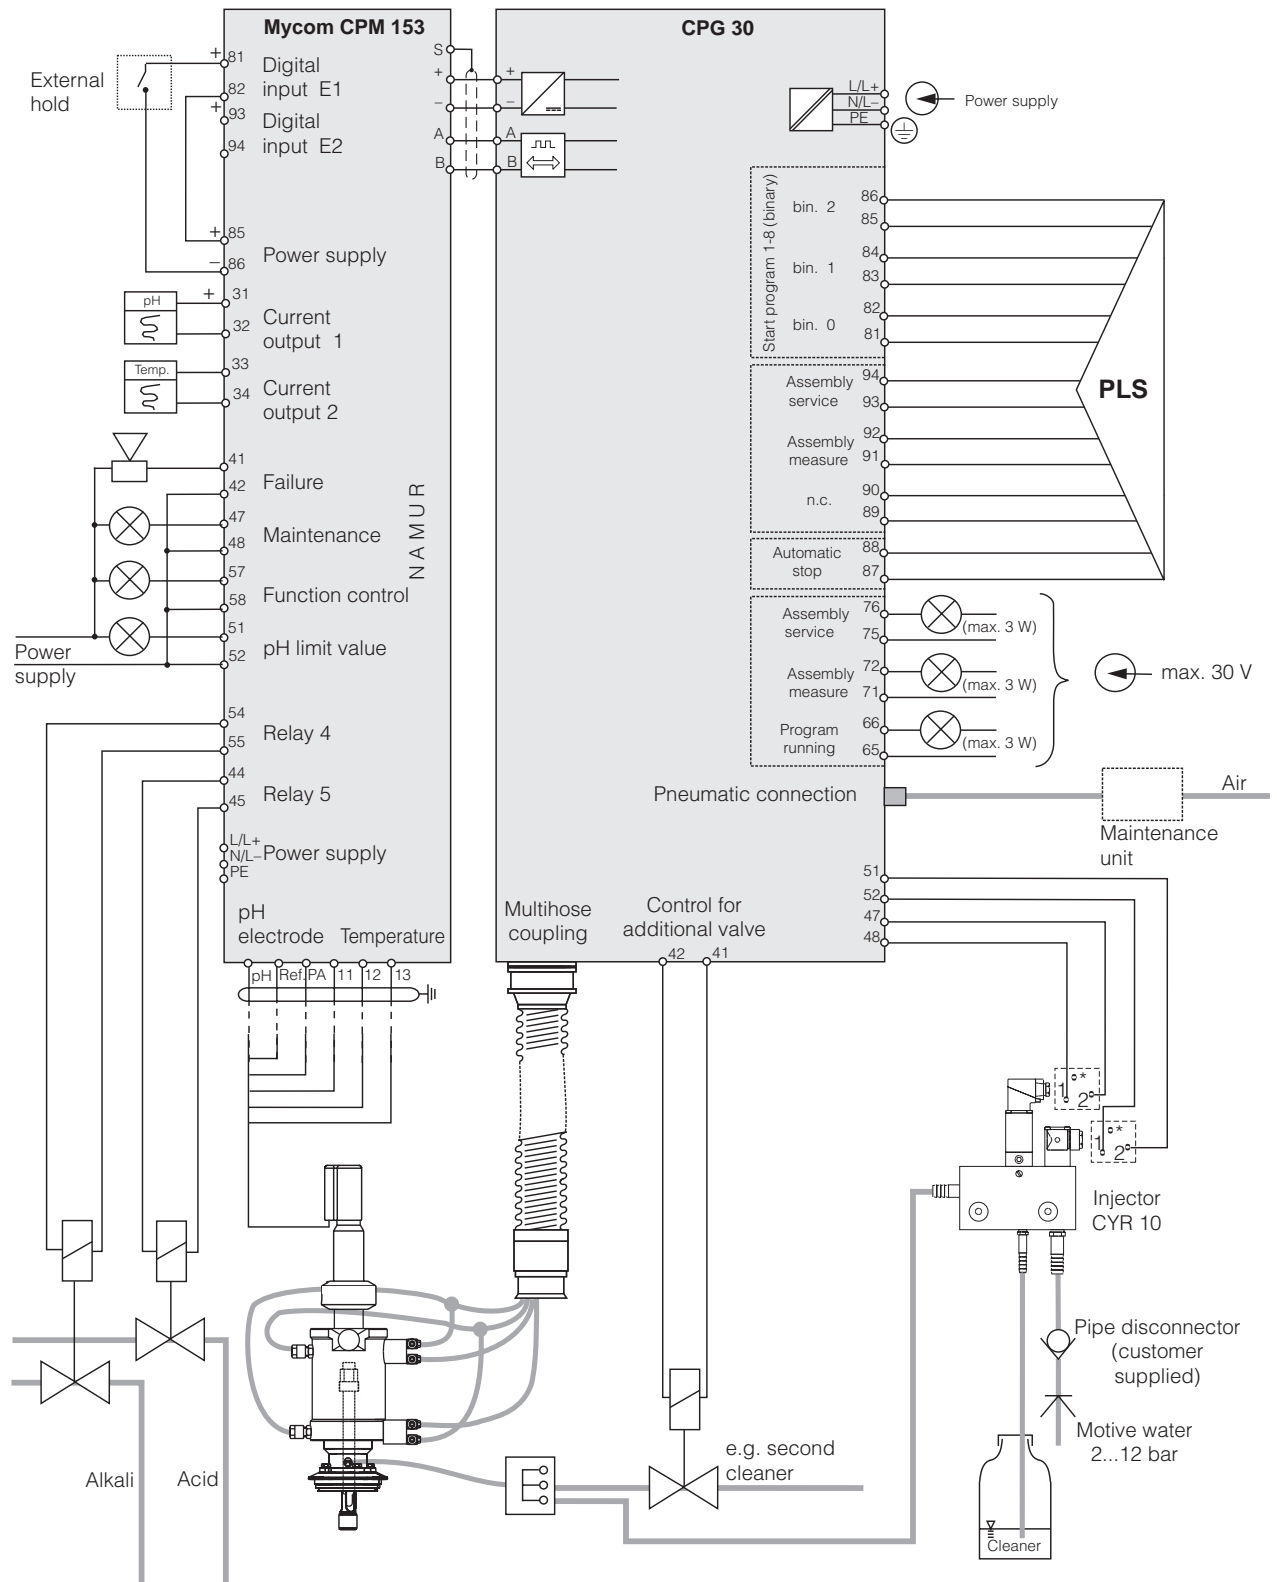 Mycom CPM 153
CPG 30
External
hold
+
81
82
+
93
94
Digital
input E1
Digital
input E2
+
85
−
86
Power supply
pH
+
31
32
Current
output 1
Temp.
33
34
Current
output 2
41
42
Failure
47
48
Maintenance
57
58
Function control
51
52
pH limit value
NAMUR
Power
supply
54
55
Relay 4
44
45
Relay 5
L/L+
N/L−
PE
Power supply
pH
electrode
Temperature
pH
Ref.
PA
11
12
13
S
+
−
A
B
+
−
A
B
L/L+
N/L−
PE
Power supply
Start program 1-8 (binary)
bin. 2
86
85
bin. 1
84
83
bin. 0
82
81
Assembly
service
94
93
Assembly
measure
92
91
n.c.
90
89
Automatic
stop
88
87
PLS
Assembly
service
76
75
(max. 3 W)
Assembly
measure
72
71
(max. 3 W)
Program
running
66
65
(max. 3 W)
max. 30 V
Pneumatic connection
Air
Maintenance
unit
51
52
47
48
Multihose
coupling
Control for
additional valve
42
41
1
*
2
1
*
2
Injector
CYR 10
Pipe disconnector
(customer
supplied)
Motive water
2...12 bar
e.g. second
cleaner
Cleaner
Alkali
Acid